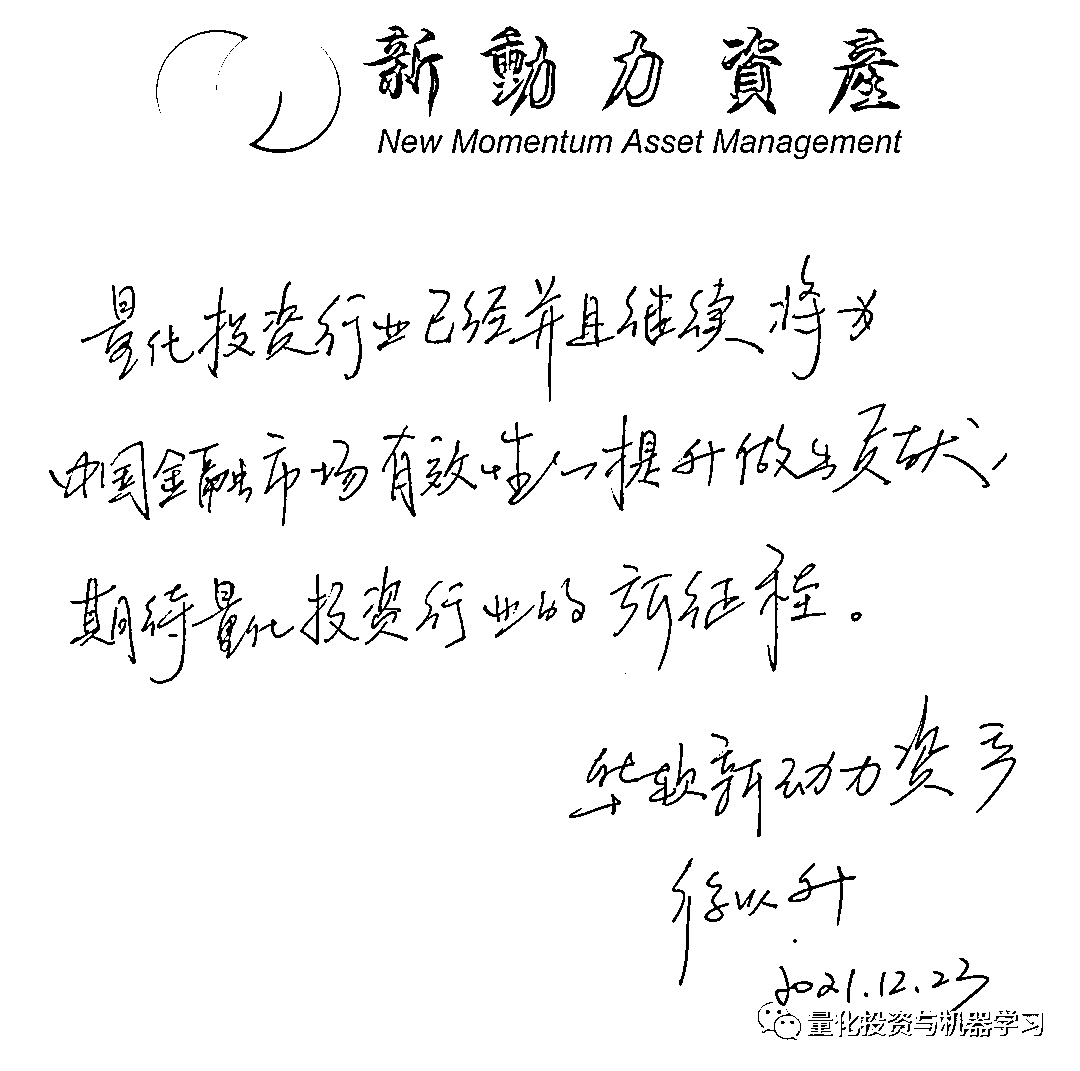 新動力資產
New Momentum Asset Management
量化投资行业已经并且继续将为
中国金融市场有效性的提升做出贡献，
期待量化投资行业的新征程。
华软新动力资产
徐以升
2021.12.23
量化投资与机器学习